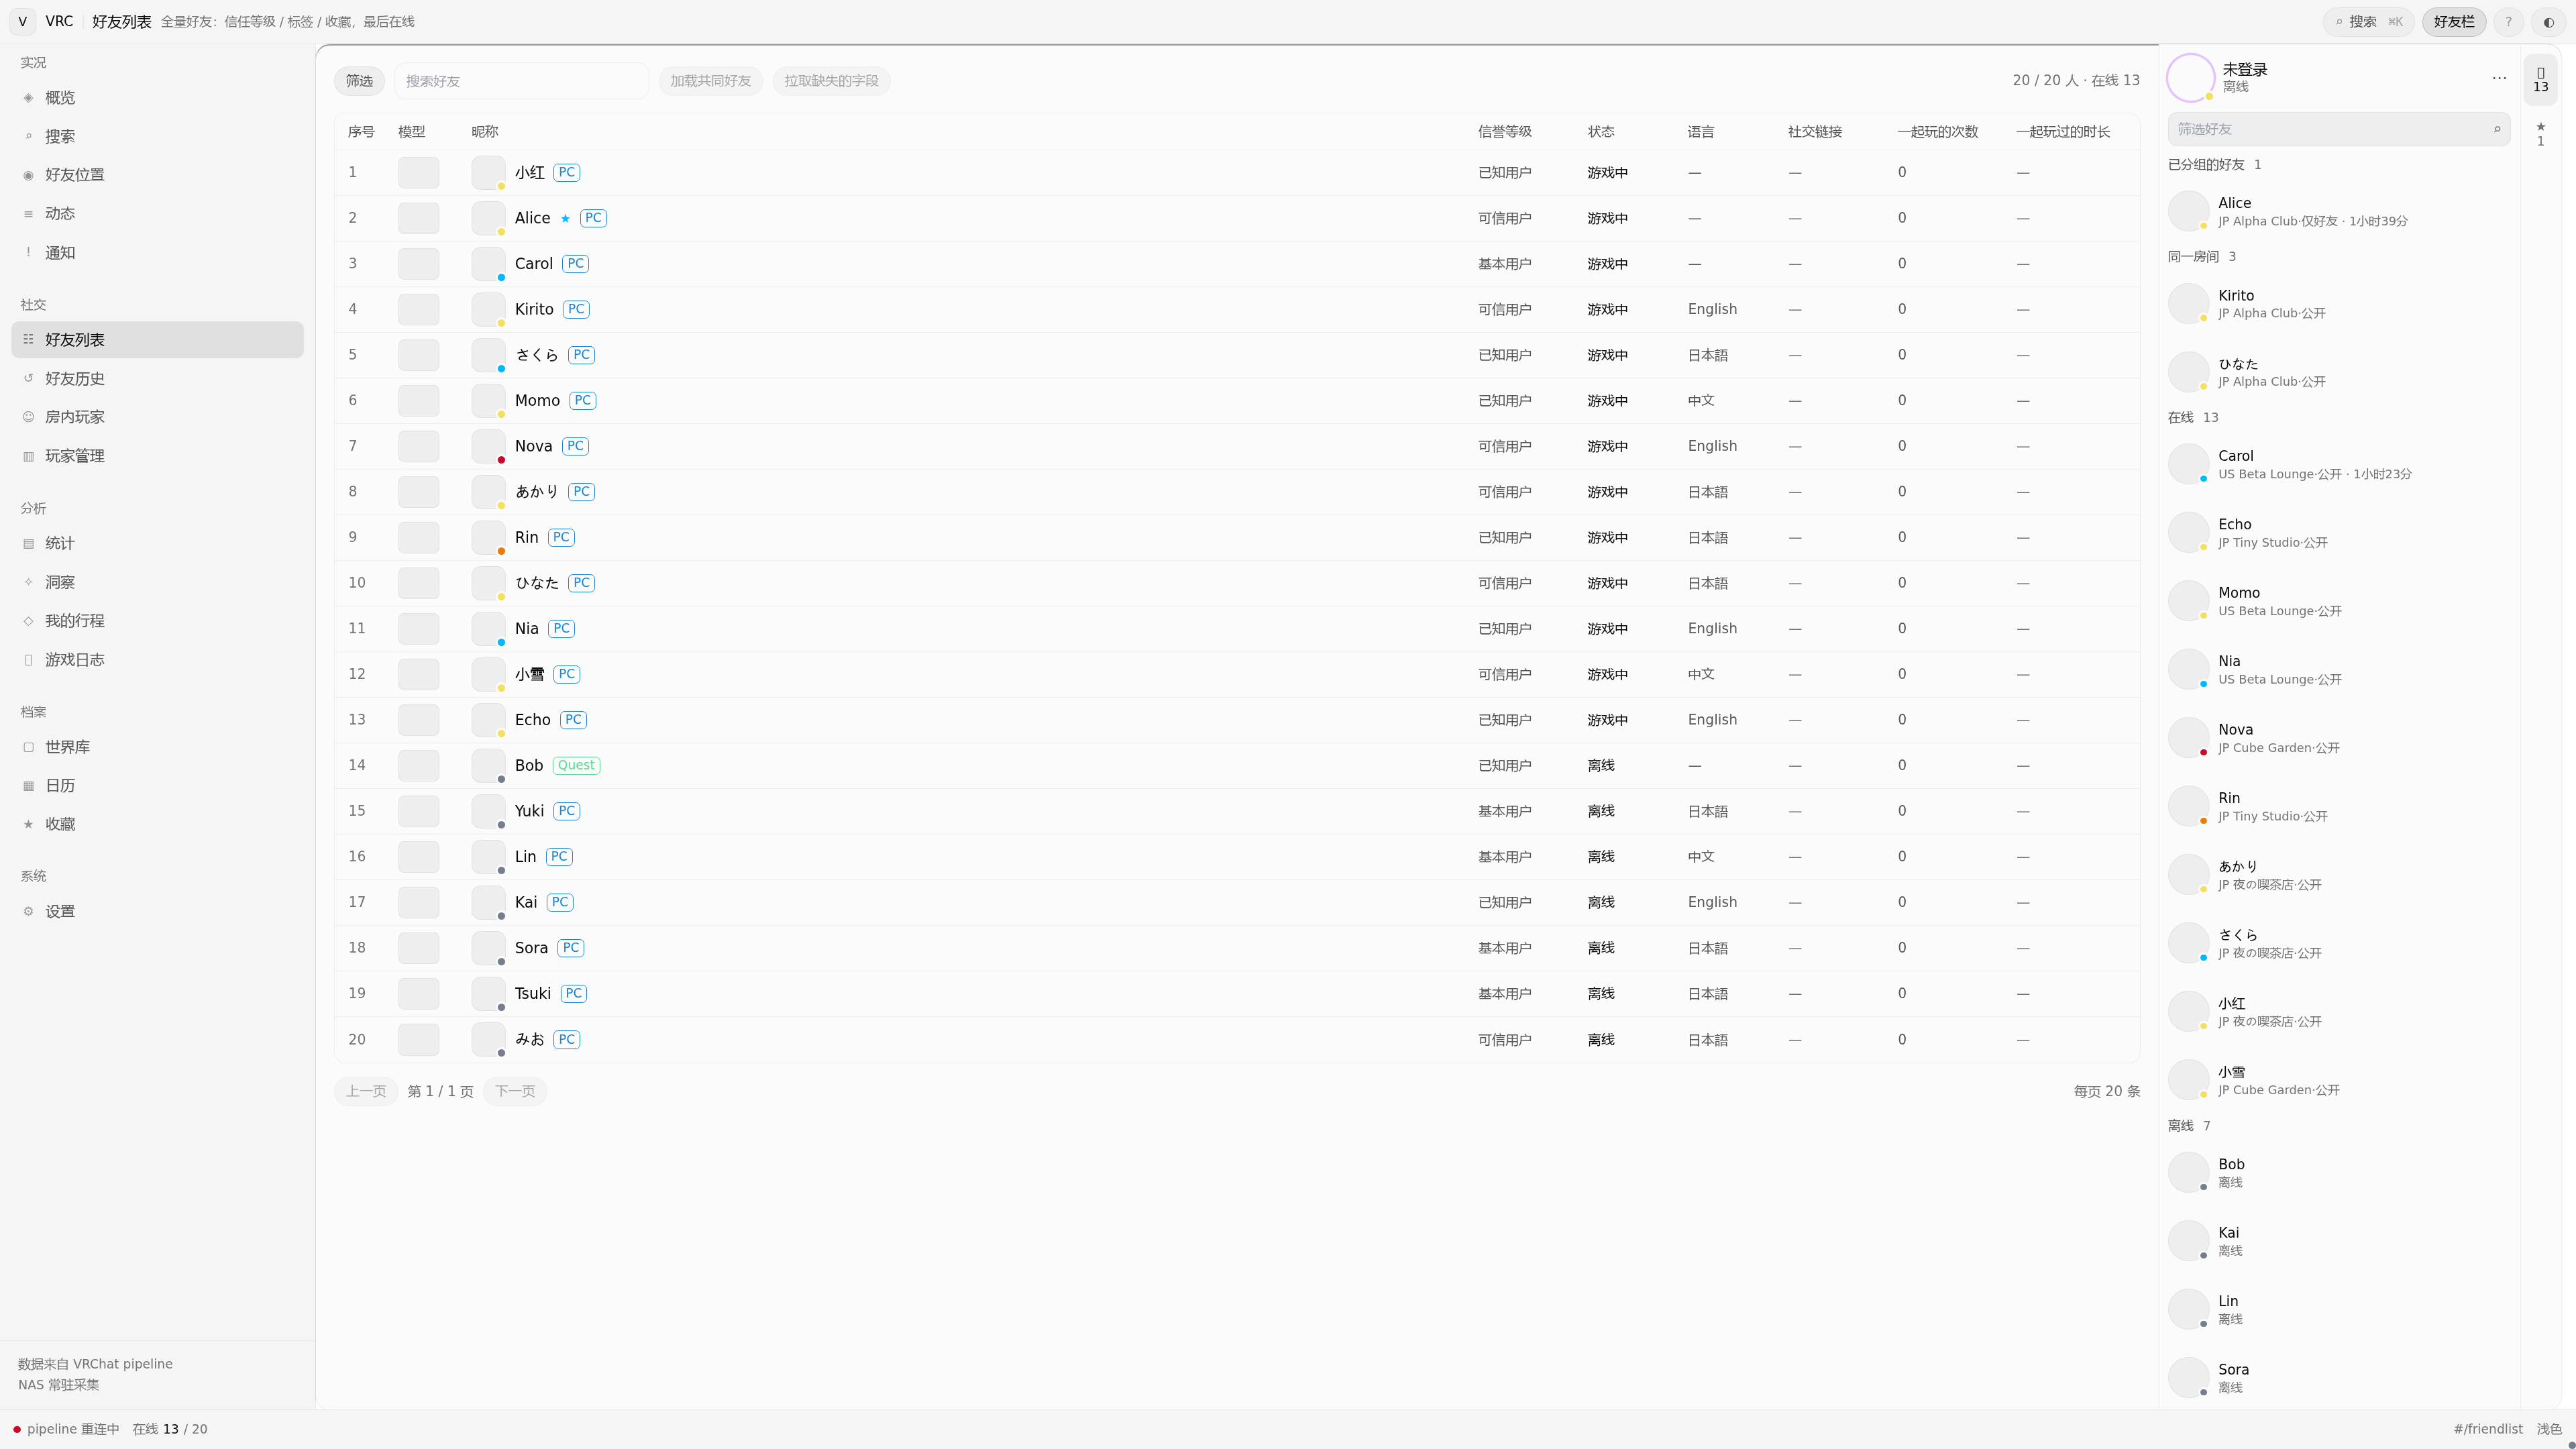 V VRC 好友列表 全量好友：信任等级 / 标签 / 收藏，最后在线
搜索 ⌘K 好友栏 ?
实况
概览
搜索
好友位置
动态
通知
社交
好友列表
好友历史
房内玩家
玩家管理
分析
统计
洞察
我的行程
游戏日志
档案
世界库
日历
收藏
系统
设置
数据来自 VRChat pipeline
NAS 常驻采集
筛选 搜索好友 加载共同好友 拉取缺失的字段 20 / 20 人 · 在线 13
序号 模型 昵称 信誉等级 状态 语言 社交链接 一起玩的次数 一起玩过的时长
1 小红 PC 已知用户 游戏中 — — 0 —
2 Alice ★ PC 可信用户 游戏中 — — 0 —
3 Carol PC 基本用户 游戏中 — — 0 —
4 Kirito PC 可信用户 游戏中 English — 0 —
5 さくら PC 已知用户 游戏中 日本語 — 0 —
6 Momo PC 已知用户 游戏中 中文 — 0 —
7 Nova PC 可信用户 游戏中 English — 0 —
8 あかり PC 可信用户 游戏中 日本語 — 0 —
9 Rin PC 已知用户 游戏中 日本語 — 0 —
10 ひなた PC 可信用户 游戏中 日本語 — 0 —
11 Nia PC 已知用户 游戏中 English — 0 —
12 小雪 PC 可信用户 游戏中 中文 — 0 —
13 Echo PC 已知用户 游戏中 English — 0 —
14 Bob Quest 已知用户 离线 — — 0 —
15 Yuki PC 基本用户 离线 日本語 — 0 —
16 Lin PC 基本用户 离线 中文 — 0 —
17 Kai PC 已知用户 离线 English — 0 —
18 Sora PC 基本用户 离线 日本語 — 0 —
19 Tsuki PC 基本用户 离线 日本語 — 0 —
20 みお PC 可信用户 离线 日本語 — 0 —
上一页 第 1 / 1 页 下一页 每页 20 条
未登录 ⋯
离线
筛选好友
已分组的好友 1
Alice
JP Alpha Club·仅好友 · 1小时39分
同一房间 3
Kirito
JP Alpha Club·公开
ひなた
JP Alpha Club·公开
在线 13
Carol
US Beta Lounge·公开 · 1小时23分
Echo
JP Tiny Studio·公开
Momo
US Beta Lounge·公开
Nia
US Beta Lounge·公开
Nova
JP Cube Garden·公开
Rin
JP Tiny Studio·公开
あかり
JP 夜の喫茶店·公开
さくら
JP 夜の喫茶店·公开
小红
JP 夜の喫茶店·公开
小雪
JP Cube Garden·公开
离线 7
Bob
离线
Kai
离线
Lin
离线
Sora
离线
13
★
1
pipeline 重连中 在线 13 / 20
#/friendlist 浅色